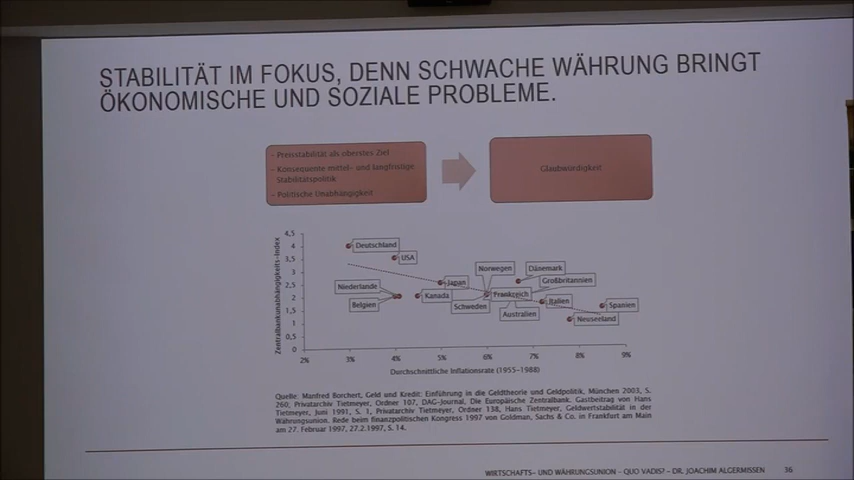 STABILITÄT IM FOKUS, DENN SCHWACHE WÄHRUNG BRINGT
ÖKONOMISCHE UND SOZIALE PROBLEME.
– Preisstabilität als oberstes Ziel
– Konsequente mittel- und langfristige
Stabilitätspolitik
– Politische Unabhängigkeit
Glaubwürdigkeit
Zentralbankunabhängigkeits-Index
4,5
4
3,5
3
2,5
2
1,5
1
0,5
0
Deutschland
USA
Niederlande
Belgien
Japan
Kanada
Norwegen
Schweden
Frankreich
Dänemark
Großbritannien
Australien
Italien
Spanien
Neuseeland
2%
3%
4%
5%
6%
7%
8%
9%
Durchschnittliche Inflationsrate (1955–1988)
Quelle: Manfred Borchert, Geld und Kredit: Einführung in die Geldtheorie und Geldpolitik, München 2003, S.
260; Privatarchiv Tietmeyer, Ordner 107, DAG-Journal, Die Europäische Zentralbank. Gastbeitrag von Hans
Tietmeyer, Juni 1991, S. 1, Privatarchiv Tietmeyer, Ordner 138, Hans Tietmeyer, Geldwertstabilität in der
Währungsunion. Rede beim finanzpolitischen Kongress 1997 von Goldman, Sachs & Co. in Frankfurt am Main
am 27. Februar 1997, 27.2.1997, S. 14.
WIRTSCHAFTS- UND WÄHRUNGSUNION – QUO VADIS? – DR. JOACHIM ALGERMISSEN 36